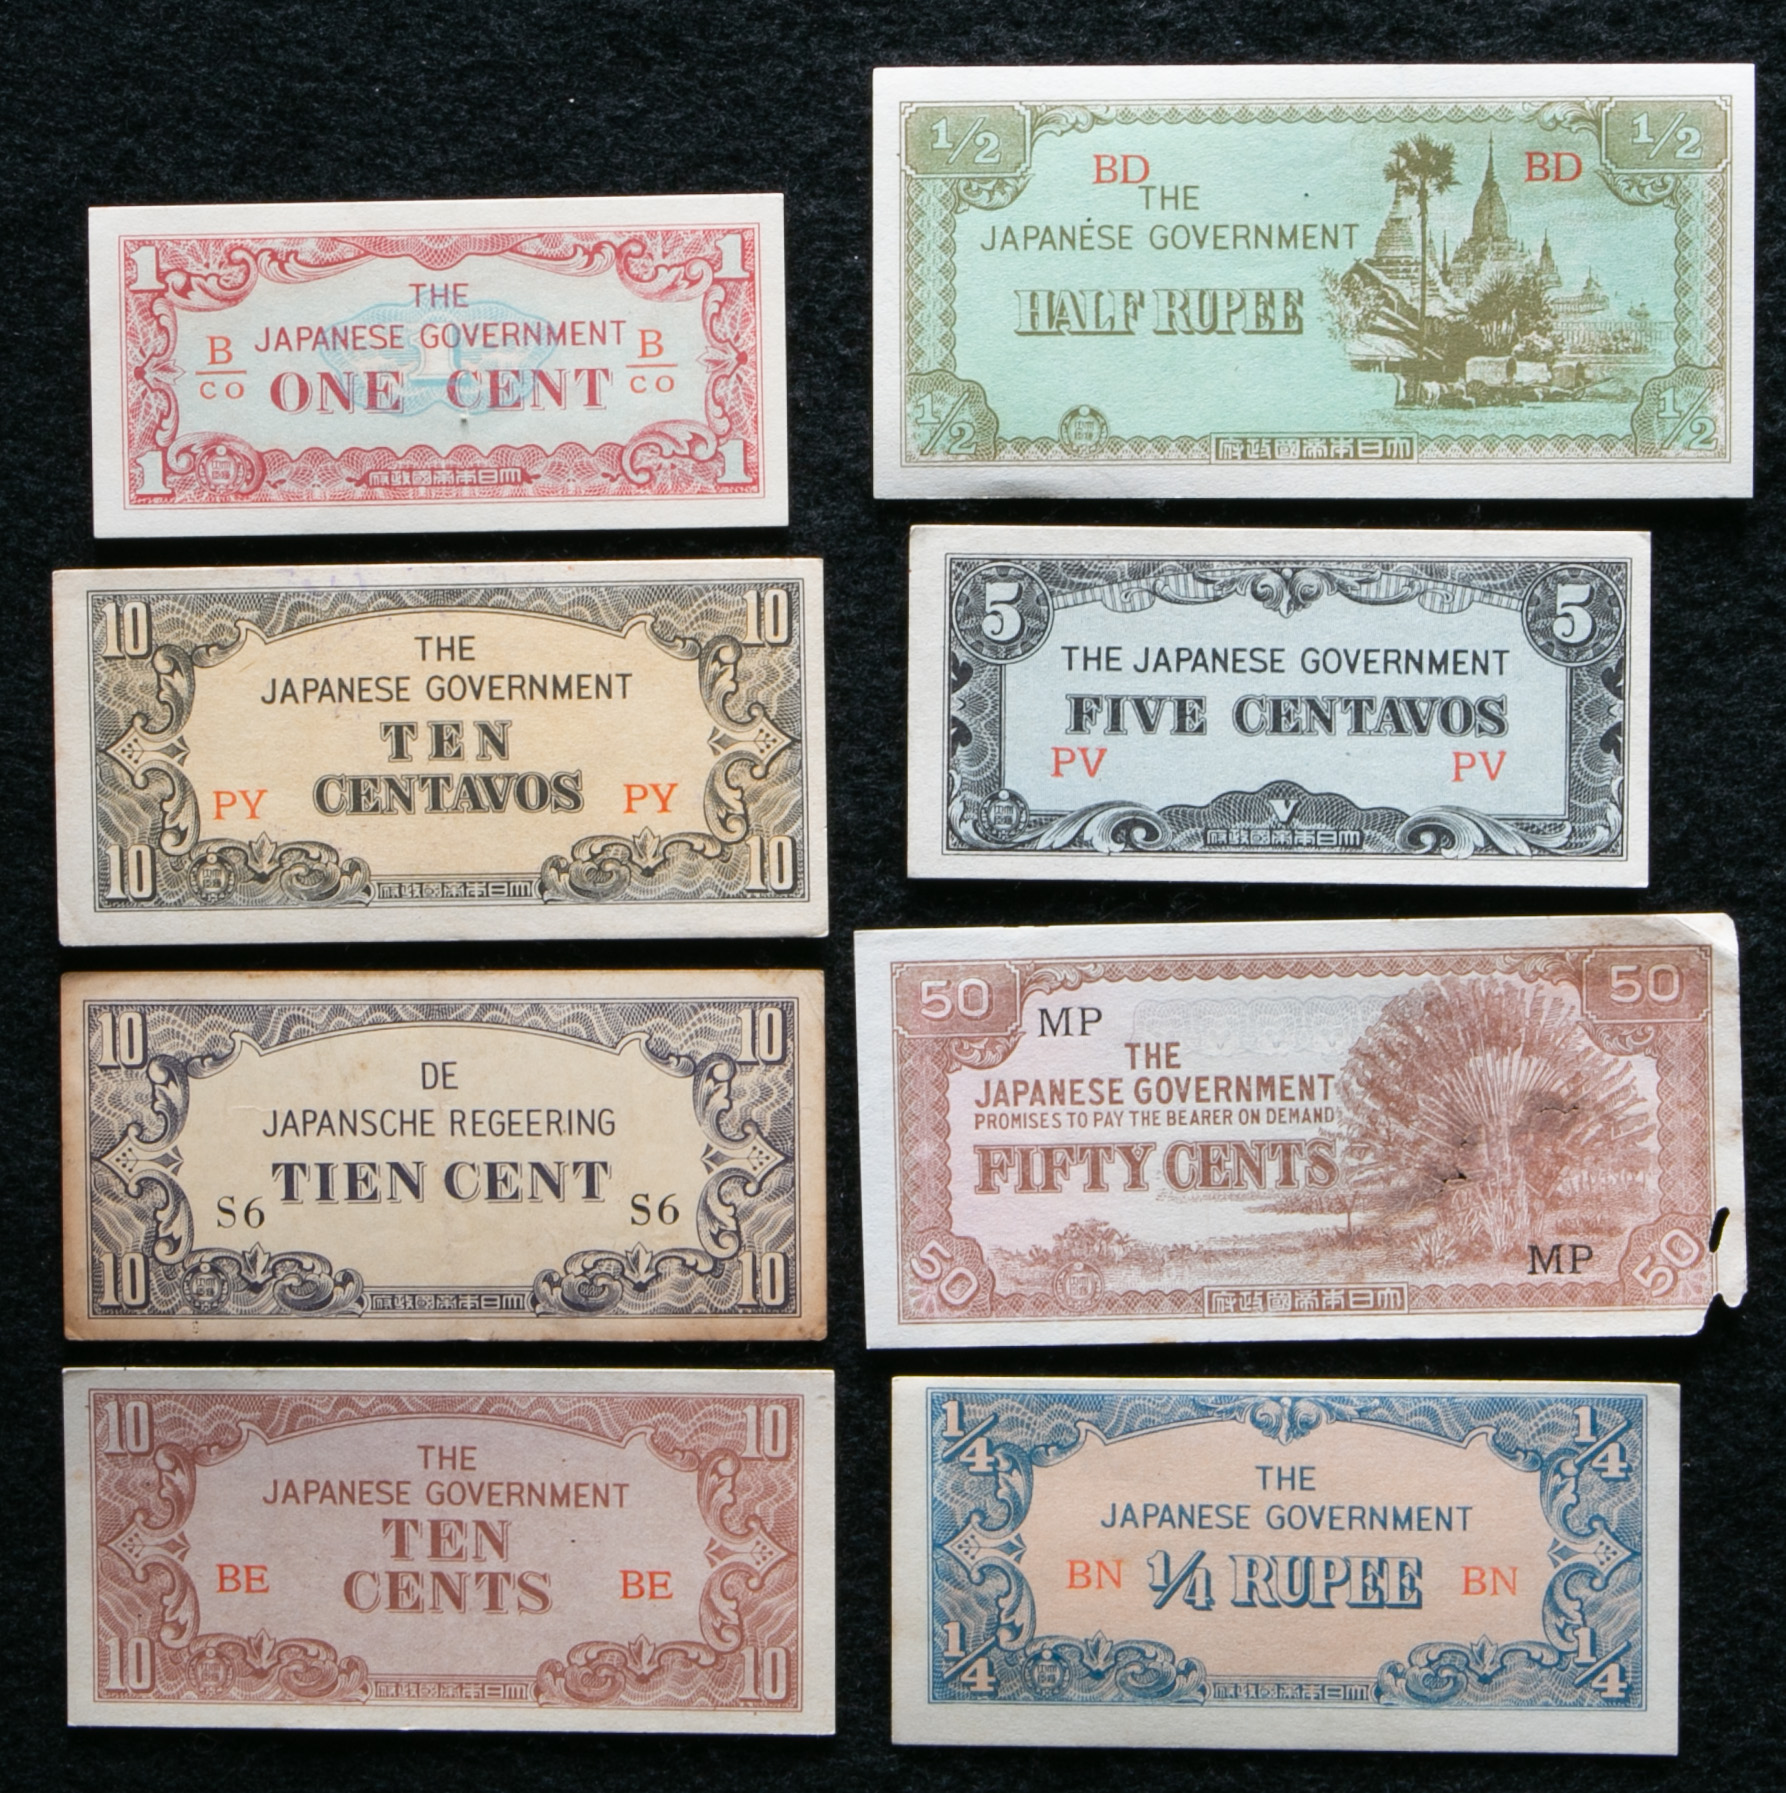 1 1
THE
JAPANESE GOVERNMENT
B/CO ONE CENT B/CO
1 1
府政國帝本日大
10 10
THE
JAPANESE GOVERNMENT
TEN
PY CENTAVOS PY
10 10
府政國帝本日大
10 10
DE
JAPANSCHE REGEERING
TIEN CENT
S6 S6
10 10
府政國帝本日大
10 10
THE
JAPANESE GOVERNMENT
TEN
BE CENTS BE
10 10
府政國帝本日大
1/2 1/2
BD BD
THE
JAPANESE GOVERNMENT
HALF RUPEE
1/2 1/2
府政國帝本日大
5 5
THE JAPANESE GOVERNMENT
FIVE CENTAVOS
PV PV
V
府政國帝本日大
50 50
MP
THE
JAPANESE GOVERNMENT
PROMISES TO PAY THE BEARER ON DEMAND
FIFTY CENTS
MP
50 50
府政國帝本日大
1/4 1/4
THE
JAPANESE GOVERNMENT
BN 1/4 RUPEE BN
1/4 1/4
府政國帝本日大